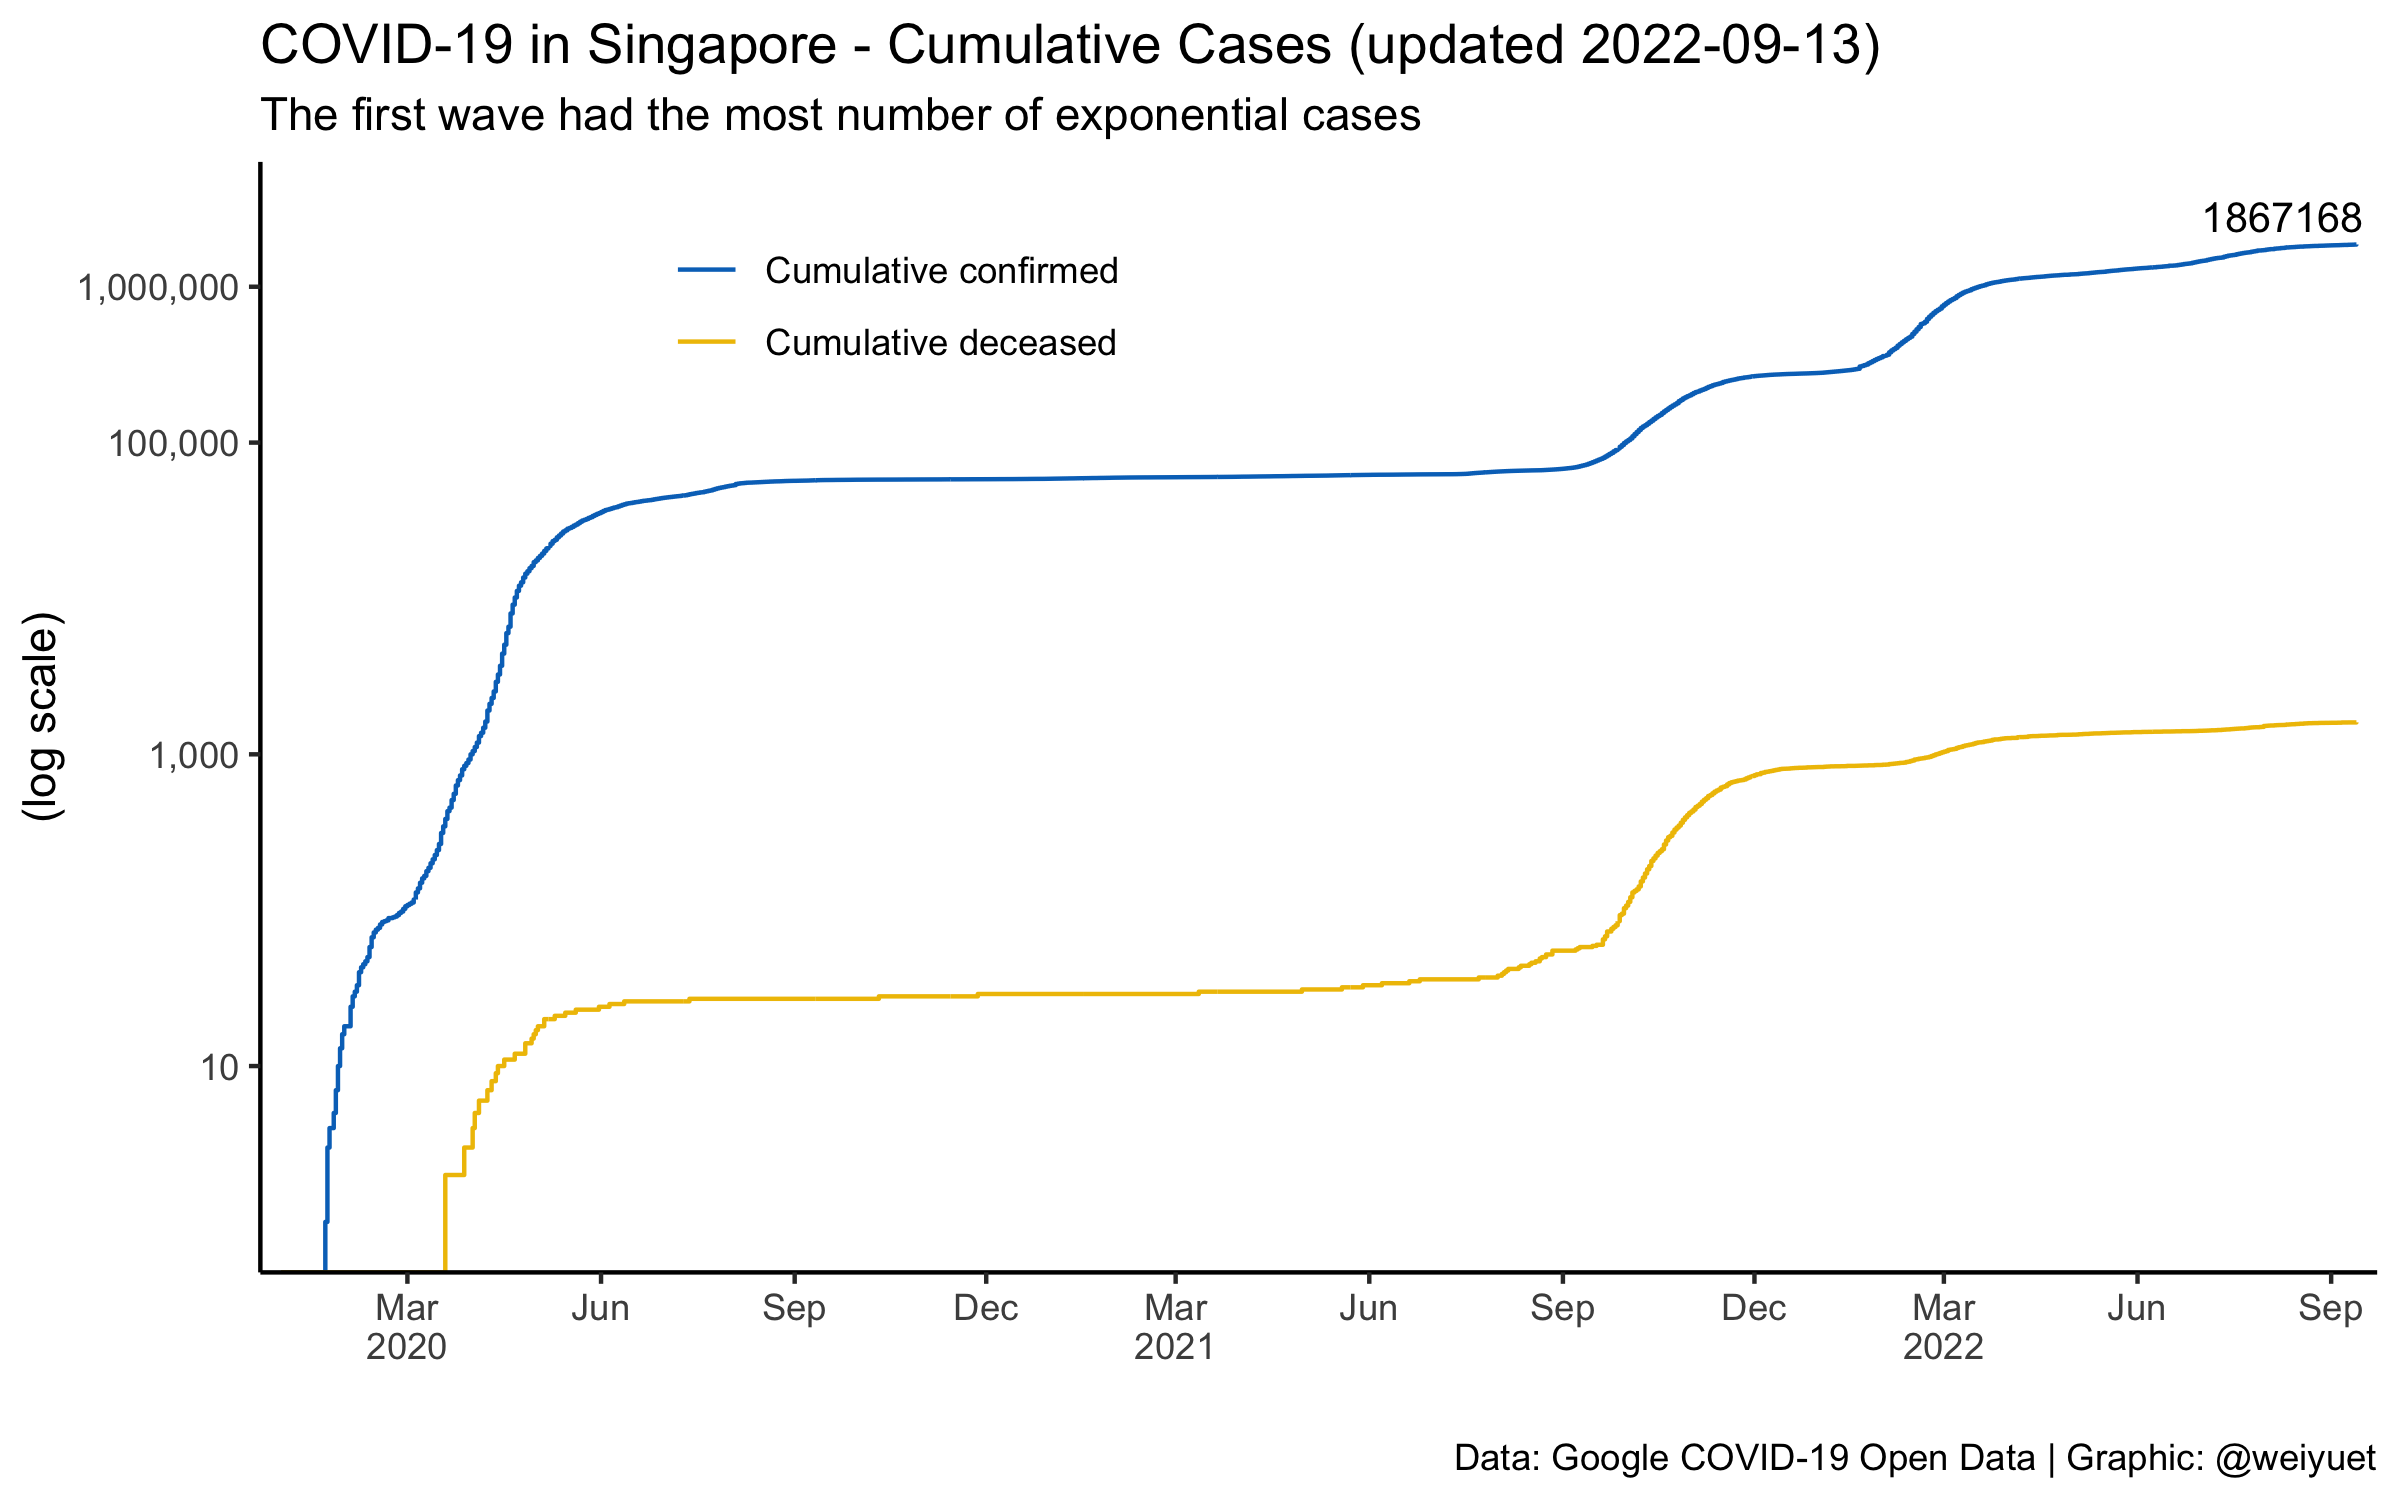 COVID-19 in Singapore - Cumulative Cases (updated 2022-09-13)
The first wave had the most number of exponential cases
1867168
Cumulative confirmed
Cumulative deceased
1,000,000
100,000
1,000
10
(log scale)
Mar Jun Sep Dec Mar Jun Sep Dec Mar Jun Sep
2020 2021 2022
Data: Google COVID-19 Open Data | Graphic: @weiyuet